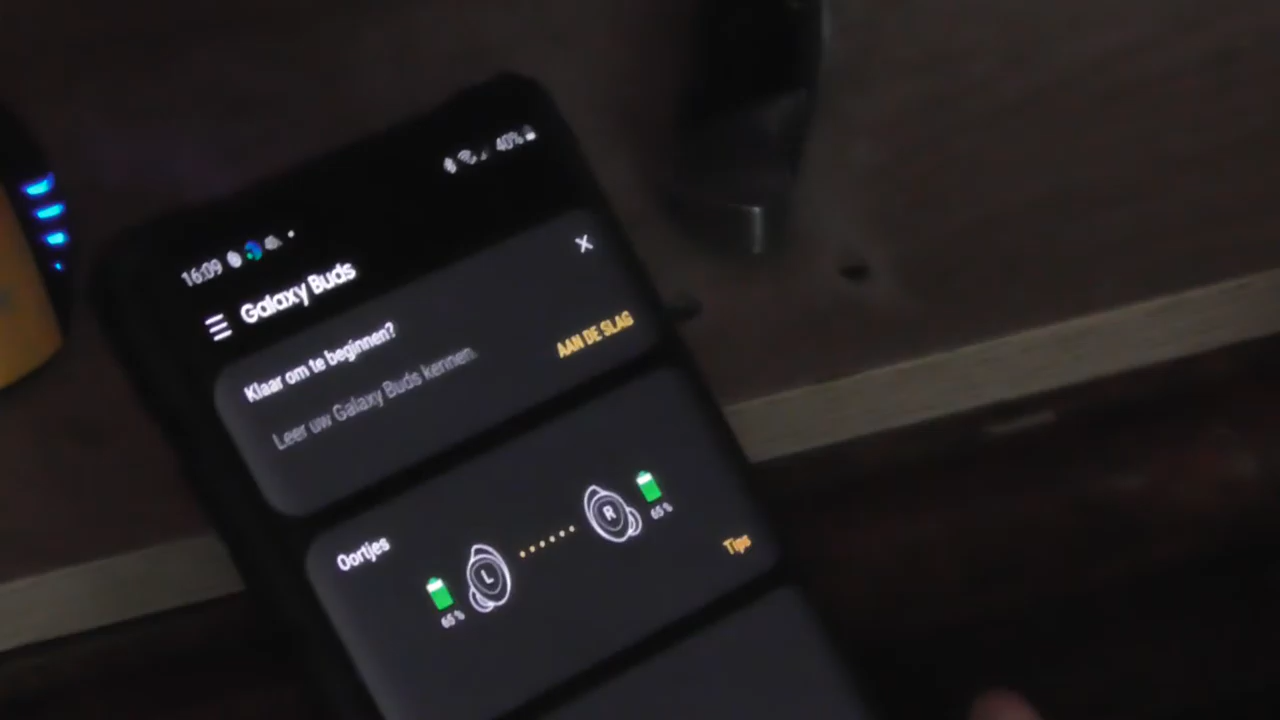 16:09
40%
Galaxy Buds
Klaar om te beginnen?
Leer uw Galaxy Buds kennen.
AAN DE SLAG
Oortjes
L
65%
R
65%
Tips